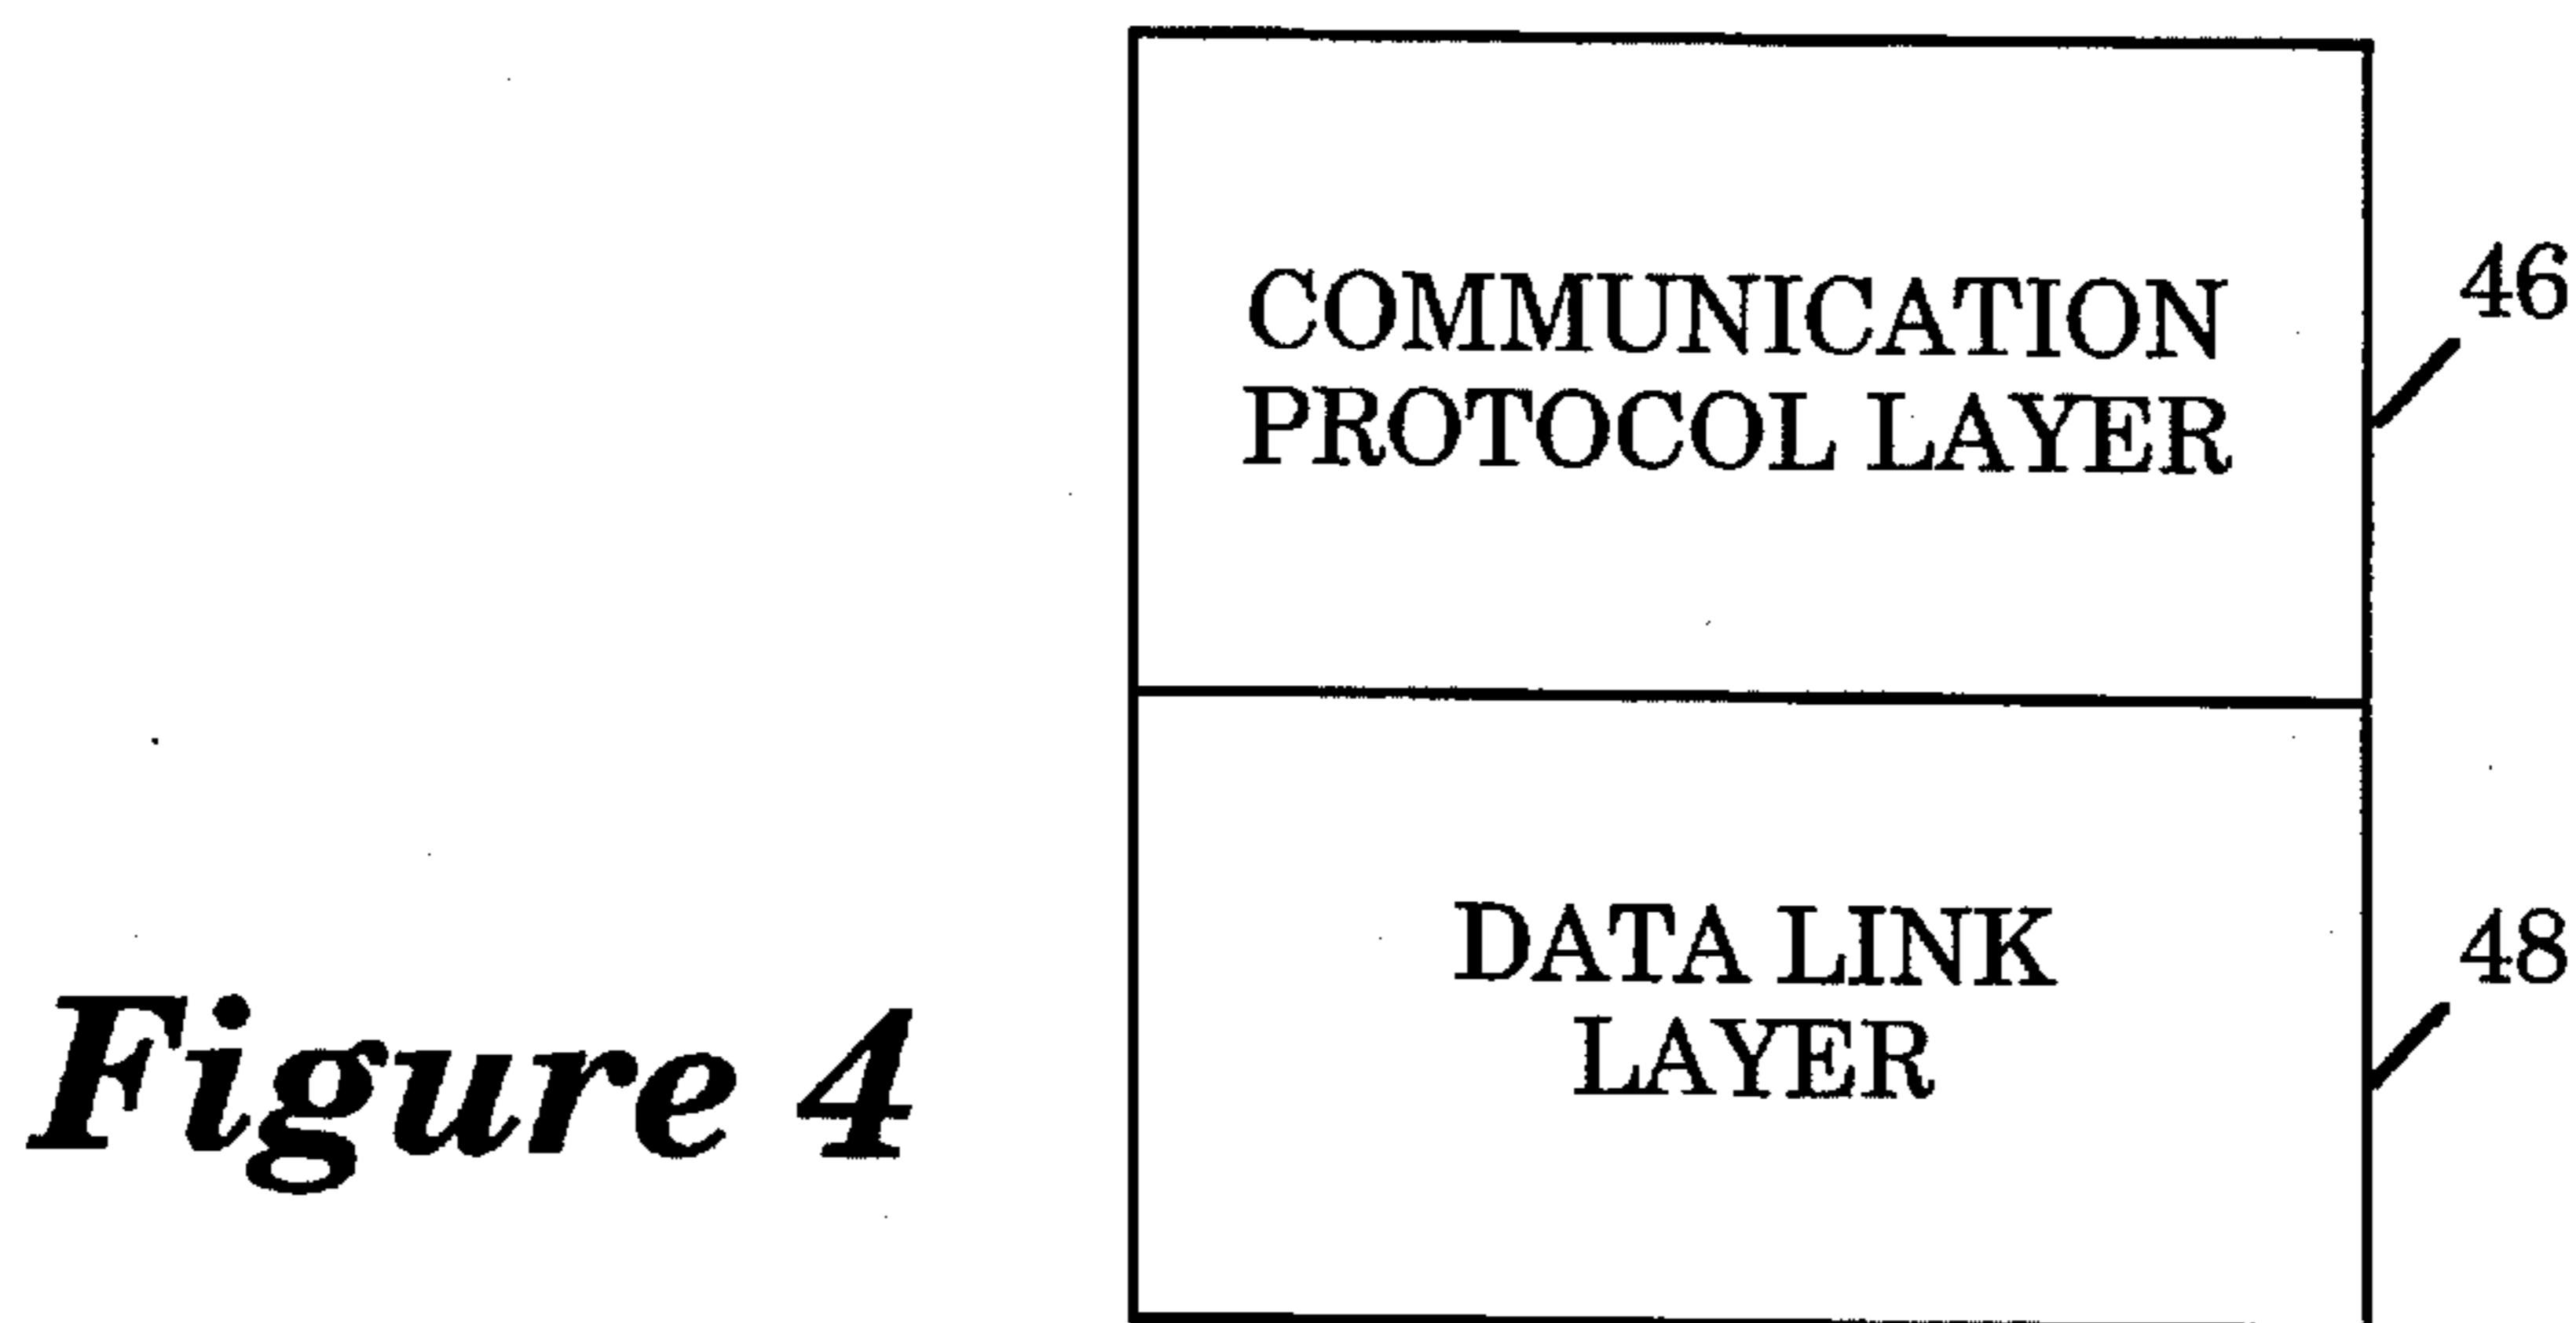 COMMUNICATION
PROTOCOL LAYER
46
DATA LINK
LAYER
48
Figure 4